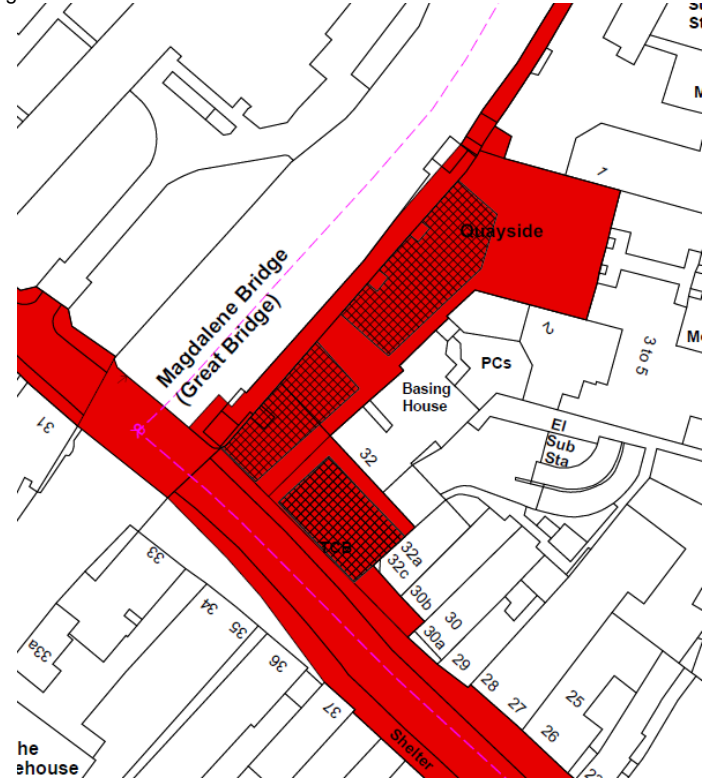 Su
St
M
1
Quayside
Magdalene Bridge
(Great Bridge)
2
3 to 5
Mo
PCs
Basing
House
El
Sub
Sta
31
32
TCB
32a
32c
30b
30
30a
29
28
27
26
25
33
34
35
36
37
33a
Shelter
he
ehouse